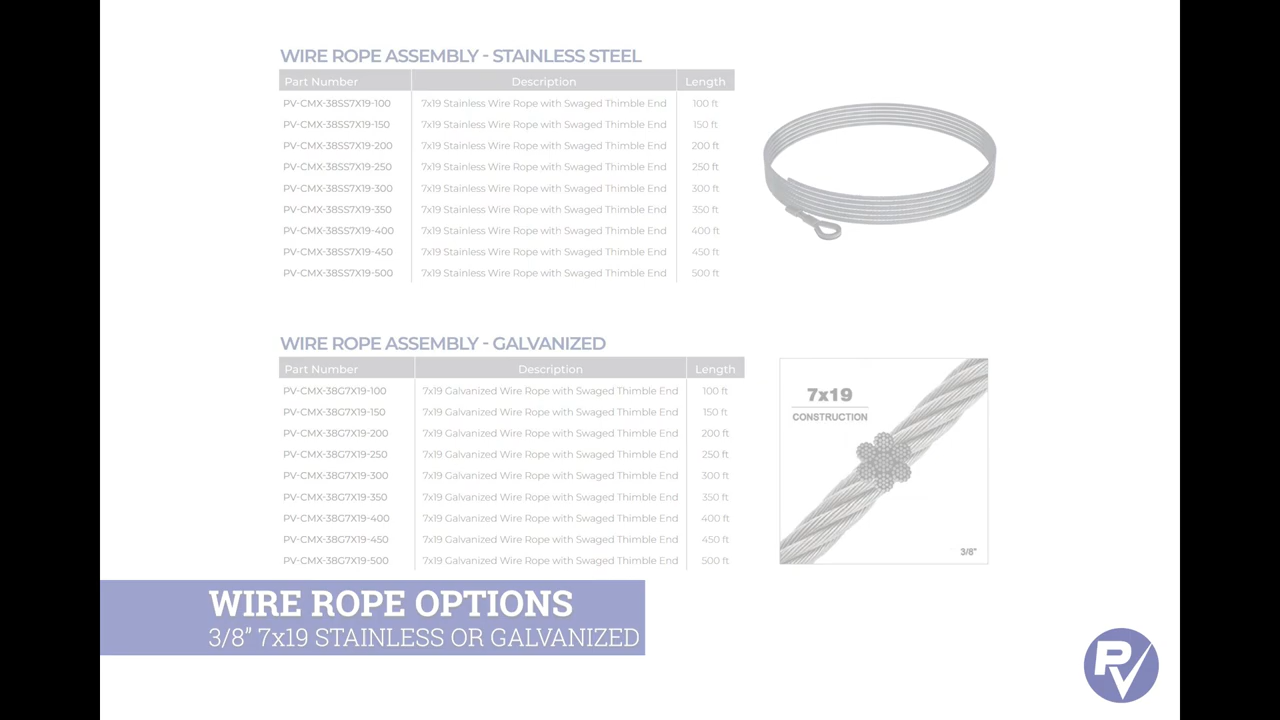 WIRE ROPE ASSEMBLY - STAINLESS STEEL
Part Number Description Length
PV-CMX-38SS7X19-100 7x19 Stainless Wire Rope with Swaged Thimble End 100 ft
PV-CMX-38SS7X19-150 7x19 Stainless Wire Rope with Swaged Thimble End 150 ft
PV-CMX-38SS7X19-200 7x19 Stainless Wire Rope with Swaged Thimble End 200 ft
PV-CMX-38SS7X19-250 7x19 Stainless Wire Rope with Swaged Thimble End 250 ft
PV-CMX-38SS7X19-300 7x19 Stainless Wire Rope with Swaged Thimble End 300 ft
PV-CMX-38SS7X19-350 7x19 Stainless Wire Rope with Swaged Thimble End 350 ft
PV-CMX-38SS7X19-400 7x19 Stainless Wire Rope with Swaged Thimble End 400 ft
PV-CMX-38SS7X19-450 7x19 Stainless Wire Rope with Swaged Thimble End 450 ft
PV-CMX-38SS7X19-500 7x19 Stainless Wire Rope with Swaged Thimble End 500 ft
WIRE ROPE ASSEMBLY - GALVANIZED
Part Number Description Length
PV-CMX-38G7X19-100 7x19 Galvanized Wire Rope with Swaged Thimble End 100 ft
PV-CMX-38G7X19-150 7x19 Galvanized Wire Rope with Swaged Thimble End 150 ft
PV-CMX-38G7X19-200 7x19 Galvanized Wire Rope with Swaged Thimble End 200 ft
PV-CMX-38G7X19-250 7x19 Galvanized Wire Rope with Swaged Thimble End 250 ft
PV-CMX-38G7X19-300 7x19 Galvanized Wire Rope with Swaged Thimble End 300 ft
PV-CMX-38G7X19-350 7x19 Galvanized Wire Rope with Swaged Thimble End 350 ft
PV-CMX-38G7X19-400 7x19 Galvanized Wire Rope with Swaged Thimble End 400 ft
PV-CMX-38G7X19-450 7x19 Galvanized Wire Rope with Swaged Thimble End 450 ft
PV-CMX-38G7X19-500 7x19 Galvanized Wire Rope with Swaged Thimble End 500 ft
7x19
CONSTRUCTION
3/8"
WIRE ROPE OPTIONS
3/8” 7x19 STAINLESS OR GALVANIZED
PV